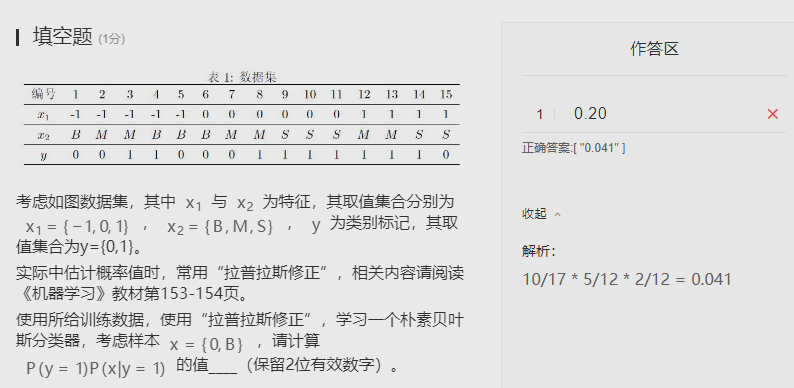 填空题 (1分)
表 1: 数据集
编号 1 2 3 4 5 6 7 8 9 10 11 12 13 14 15
x₁ -1 -1 -1 -1 -1 0 0 0 0 0 0 1 1 1 1
x₂ B M M B B B M M S S S M M S S
y 0 0 1 1 0 0 0 1 1 1 1 1 1 1 0
考虑如图数据集，其中 x₁ 与 x₂ 为特征，其取值集合分别为
x₁ = {−1, 0, 1} ， x₂ = {B, M, S} ， y 为类别标记，其取
值集合为y={0,1}。
实际中估计概率值时，常用“拉普拉斯修正”，相关内容请阅读
《机器学习》教材第153-154页。
使用所给训练数据，使用“拉普拉斯修正”，学习一个朴素贝叶
斯分类器，考虑样本 x = {0, B} ，请计算
P(y = 1)P(x|y = 1) 的值____（保留2位有效数字）。
作答区
1 0.20
正确答案:[ "0.041" ]
收起
解析：
10/17 * 5/12 * 2/12 = 0.041